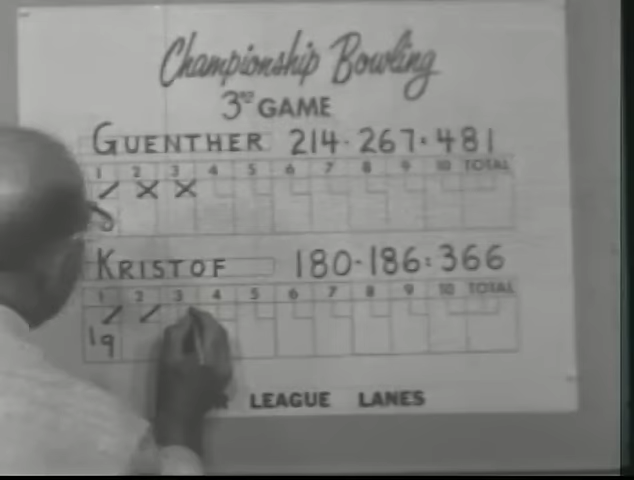 Championship Bowling
3RD GAME
GUENTHER 214-267=481
1 2 3 4 5 6 7 8 9 10 TOTAL
/ X X
KRISTOF 180-186=366
1 2 3 4 5 6 7 8 9 10 TOTAL
/ /
19
LEAGUE LANES